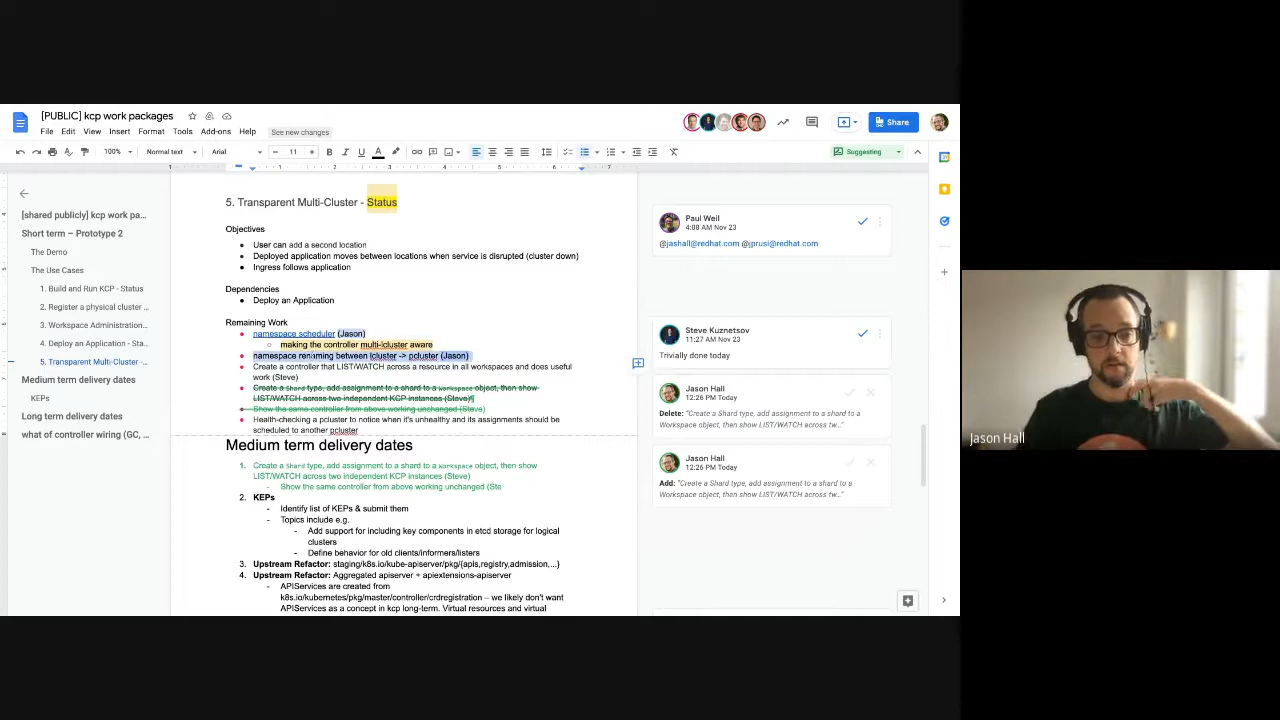 [PUBLIC] kcp work packages
File Edit View Insert Format Tools Add-ons Help See new changes
Share
100% Normal text Arial 11 B I U A Suggesting
1 1 2 3 4 5 6 7
[shared publicly] kcp work pa...
Short term – Prototype 2
The Demo
The Use Cases
1. Build and Run KCP - Status
2. Register a physical cluster ...
3. Workspace Administration...
4. Deploy an Application - Sta...
5. Transparent Multi-Cluster -...
Medium term delivery dates
KEPs
Long term delivery dates
what of controller wiring (GC, ...
5. Transparent Multi-Cluster - Status
Objectives
User can add a second location
Deployed application moves between locations when service is disrupted (cluster down)
Ingress follows application
Dependencies
Deploy an Application
Remaining Work
namespace scheduler (Jason)
making the controller multi-lcluster aware
namespace renaming between lcluster -> pcluster (Jason)
Create a controller that LIST/WATCH across a resource in all workspaces and does useful
work (Steve)
Create a Shard type, add assignment to a shard to a Workspace object, then show
LIST/WATCH across two independent KCP instances (Steve)¶
Show the same controller from above working unchanged (Steve)
Health-checking a pcluster to notice when it's unhealthy and its assignments should be
scheduled to another pcluster
Medium term delivery dates
1. Create a Shard type, add assignment to a shard to a Workspace object, then show
LIST/WATCH across two independent KCP instances (Steve)
- Show the same controller from above working unchanged (Ste
2. KEPs
- Identify list of KEPs & submit them
- Topics include e.g.
- Add support for including key components in etcd storage for logical
clusters
- Define behavior for old clients/informers/listers
3. Upstream Refactor: staging/k8s.io/kube-apiserver/pkg/{apis,registry,admission,...}
4. Upstream Refactor: Aggregated apiserver + apiextensions-apiserver
- APIServices are created from
k8s.io/kubernetes/pkg/master/controller/crdregistration – we likely don't want
APIServices as a concept in kcp long-term. Virtual resources and virtual
Paul Weil
4:08 AM Nov 23
@jashall@redhat.com @jprusi@redhat.com
Steve Kuznetsov
11:27 AM Nov 23
Trivially done today
Jason Hall
12:26 PM Today
Delete: "Create a Shard type, add assignment to a shard to a
Workspace object, then show LIST/WATCH across tw..."
Jason Hall
12:26 PM Today
Add: "Create a Shard type, add assignment to a shard to a
Workspace object, then show LIST/WATCH across tw..."
Jason Hall